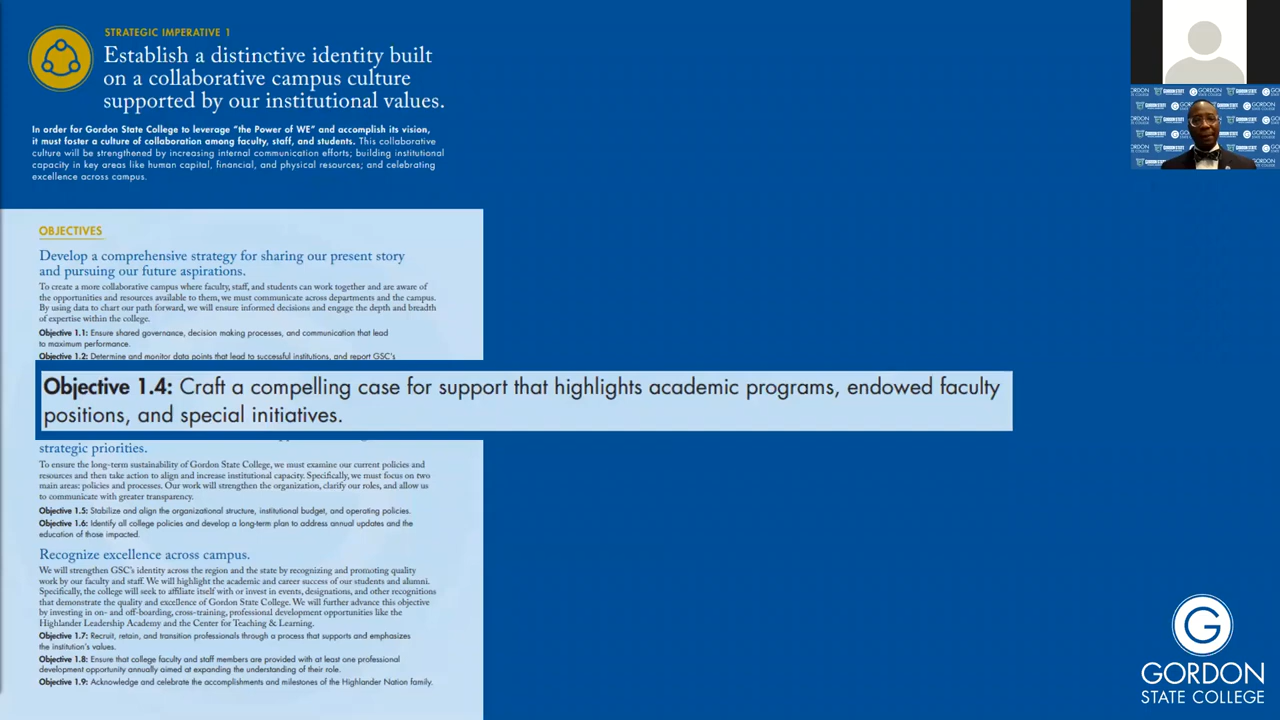 STRATEGIC IMPERATIVE 1
Establish a distinctive identity built
on a collaborative campus culture
supported by our institutional values.
In order for Gordon State College to leverage “the Power of WE” and accomplish its vision,
it must foster a culture of collaboration among faculty, staff, and students. This collaborative
culture will be strengthened by increasing internal communication efforts; building institutional
capacity in key areas like human capital, financial, and physical resources; and celebrating
excellence across campus.
OBJECTIVES
Develop a comprehensive strategy for sharing our present story
and pursuing our future aspirations.
To create a more collaborative campus where faculty, staff, and students can work together and are aware of
the opportunities and resources available to them, we must communicate across departments and the campus.
By using data to chart our path forward, we will ensure informed decisions and engage the depth and breadth
of expertise within the college.
Objective 1.1: Ensure shared governance, decision making processes, and communication that lead
to maximum performance.
Objective 1.2: Determine and monitor data points that lead to successful institutions, and report GSC's
Objective 1.4: Craft a compelling case for support that highlights academic programs, endowed faculty
positions, and special initiatives.
strategic priorities.
To ensure the long-term sustainability of Gordon State College, we must examine our current policies and
resources and then take action to align and increase institutional capacity. Specifically, we must focus on two
main areas: policies and processes. Our work will strengthen the organization, clarify our roles, and allow us
to communicate with greater transparency.
Objective 1.5: Stabilize and align the organizational structure, institutional budget, and operating policies.
Objective 1.6: Identify all college policies and develop a long-term plan to address annual updates and the
education of those impacted.
Recognize excellence across campus.
We will strengthen GSC's identity across the region and the state by recognizing and promoting quality
work by our faculty and staff. We will highlight the academic and career success of our students and alumni.
Specifically, the college will seek to affiliate itself with or invest in events, designations, and other recognitions
that demonstrate the quality and excellence of Gordon State College. We will further advance this objective
by investing in on- and off-boarding, cross-training, professional development opportunities like the
Highlander Leadership Academy and the Center for Teaching & Learning.
Objective 1.7: Recruit, retain, and transition professionals through a process that supports and emphasizes
the institution's values.
Objective 1.8: Ensure that college faculty and staff members are provided with at least one professional
development opportunity annually aimed at expanding the understanding of their role.
Objective 1.9: Acknowledge and celebrate the accomplishments and milestones of the Highlander Nation family.
G
GORDON
STATE COLLEGE